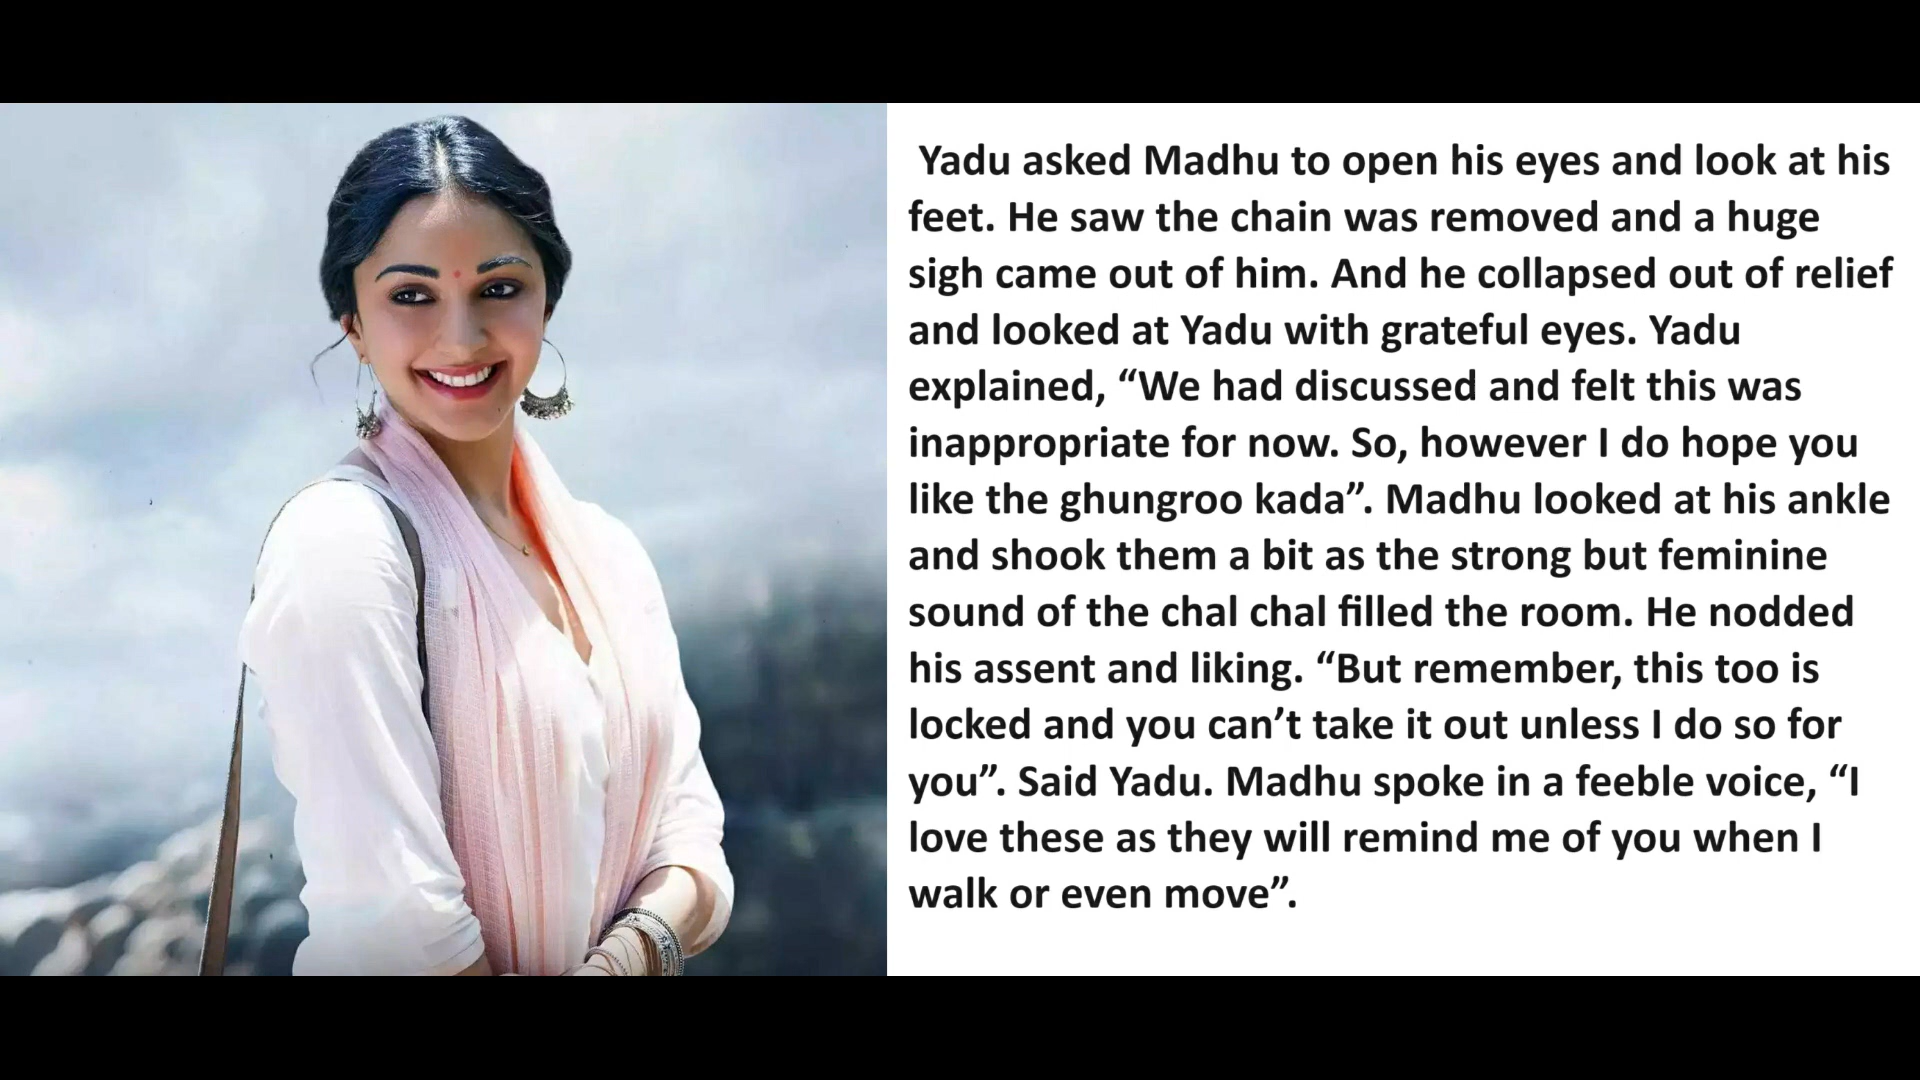 Yadu asked Madhu to open his eyes and look at his
feet. He saw the chain was removed and a huge
sigh came out of him. And he collapsed out of relief
and looked at Yadu with grateful eyes. Yadu
explained, “We had discussed and felt this was
inappropriate for now. So, however I do hope you
like the ghungroo kada”. Madhu looked at his ankle
and shook them a bit as the strong but feminine
sound of the chal chal filled the room. He nodded
his assent and liking. “But remember, this too is
locked and you can’t take it out unless I do so for
you”. Said Yadu. Madhu spoke in a feeble voice, “I
love these as they will remind me of you when I
walk or even move”.